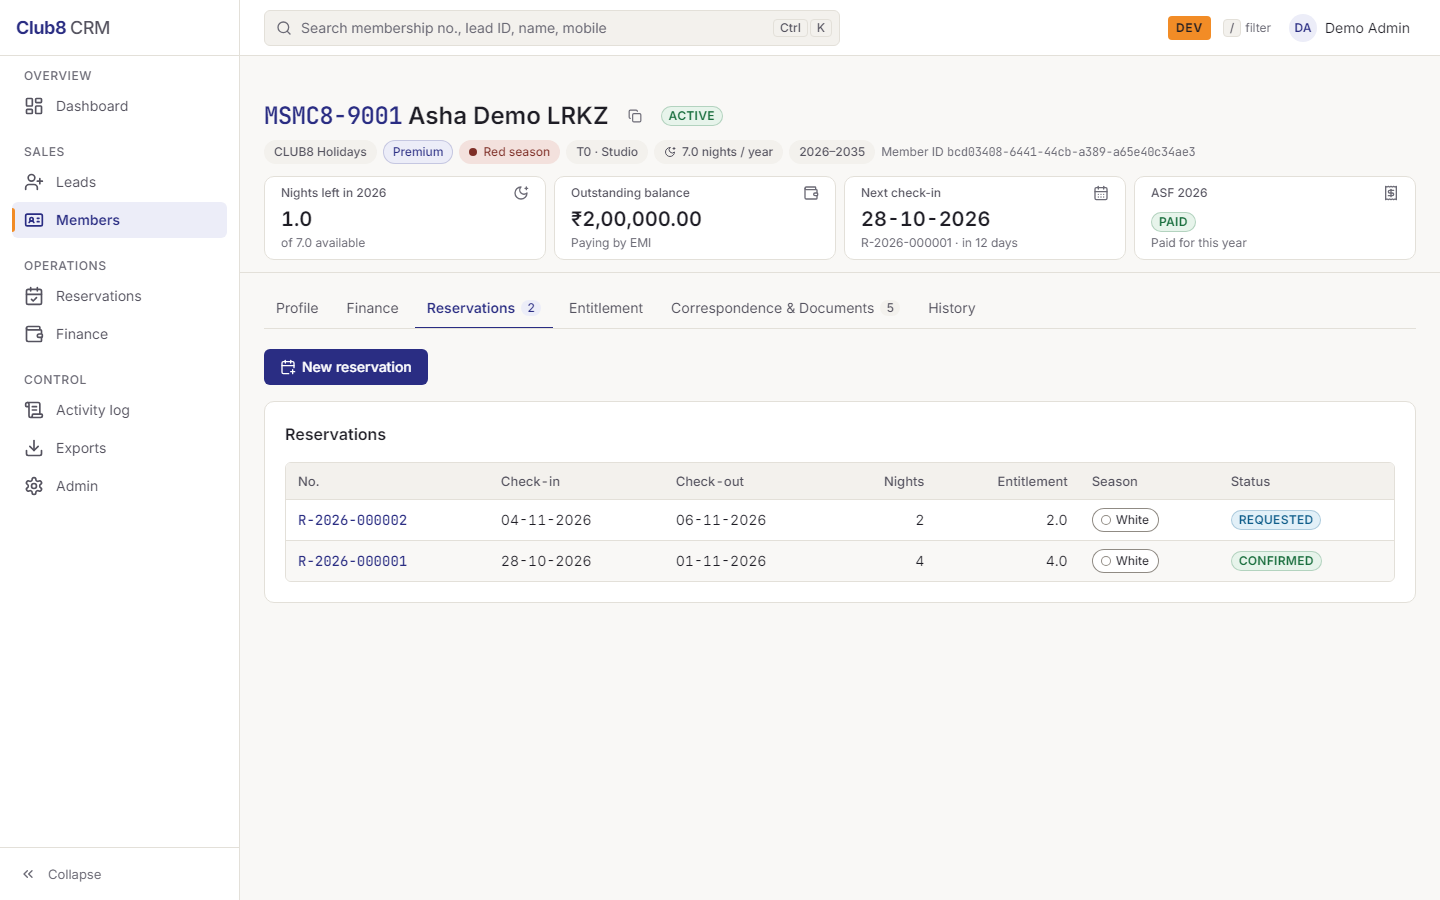 Club8 CRM
Search membership no., lead ID, name, mobile Ctrl K
DEV / filter DA Demo Admin
OVERVIEW
Dashboard
SALES
Leads
Members
OPERATIONS
Reservations
Finance
CONTROL
Activity log
Exports
Admin
Collapse
MSMC8-9001 Asha Demo LRKZ ACTIVE
CLUB8 Holidays Premium Red season T0 · Studio 7.0 nights / year 2026–2035 Member ID bcd03408-6441-44cb-a389-a65e40c34ae3
Nights left in 2026
1.0
of 7.0 available
Outstanding balance
₹2,00,000.00
Paying by EMI
Next check-in
28-10-2026
R-2026-000001 · in 12 days
ASF 2026
PAID
Paid for this year
Profile Finance Reservations 2 Entitlement Correspondence & Documents 5 History
New reservation
Reservations
No. Check-in Check-out Nights Entitlement Season Status
R-2026-000002 04-11-2026 06-11-2026 2 2.0 White REQUESTED
R-2026-000001 28-10-2026 01-11-2026 4 4.0 White CONFIRMED